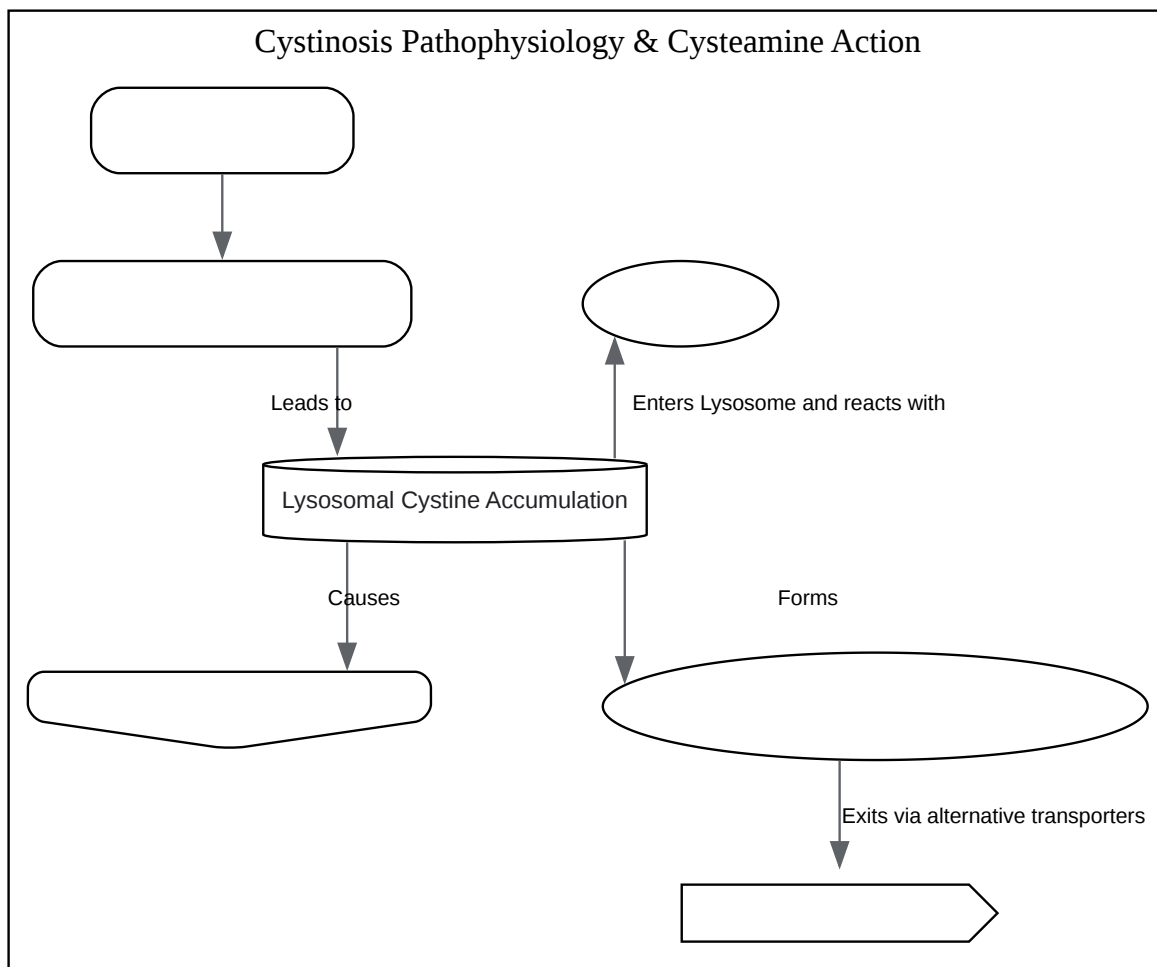 Cystinosis Pathophysiology & Cysteamine Action
Leads to
Enters Lysosome and reacts with
Lysosomal Cystine Accumulation
Causes
Forms
Exits via alternative transporters